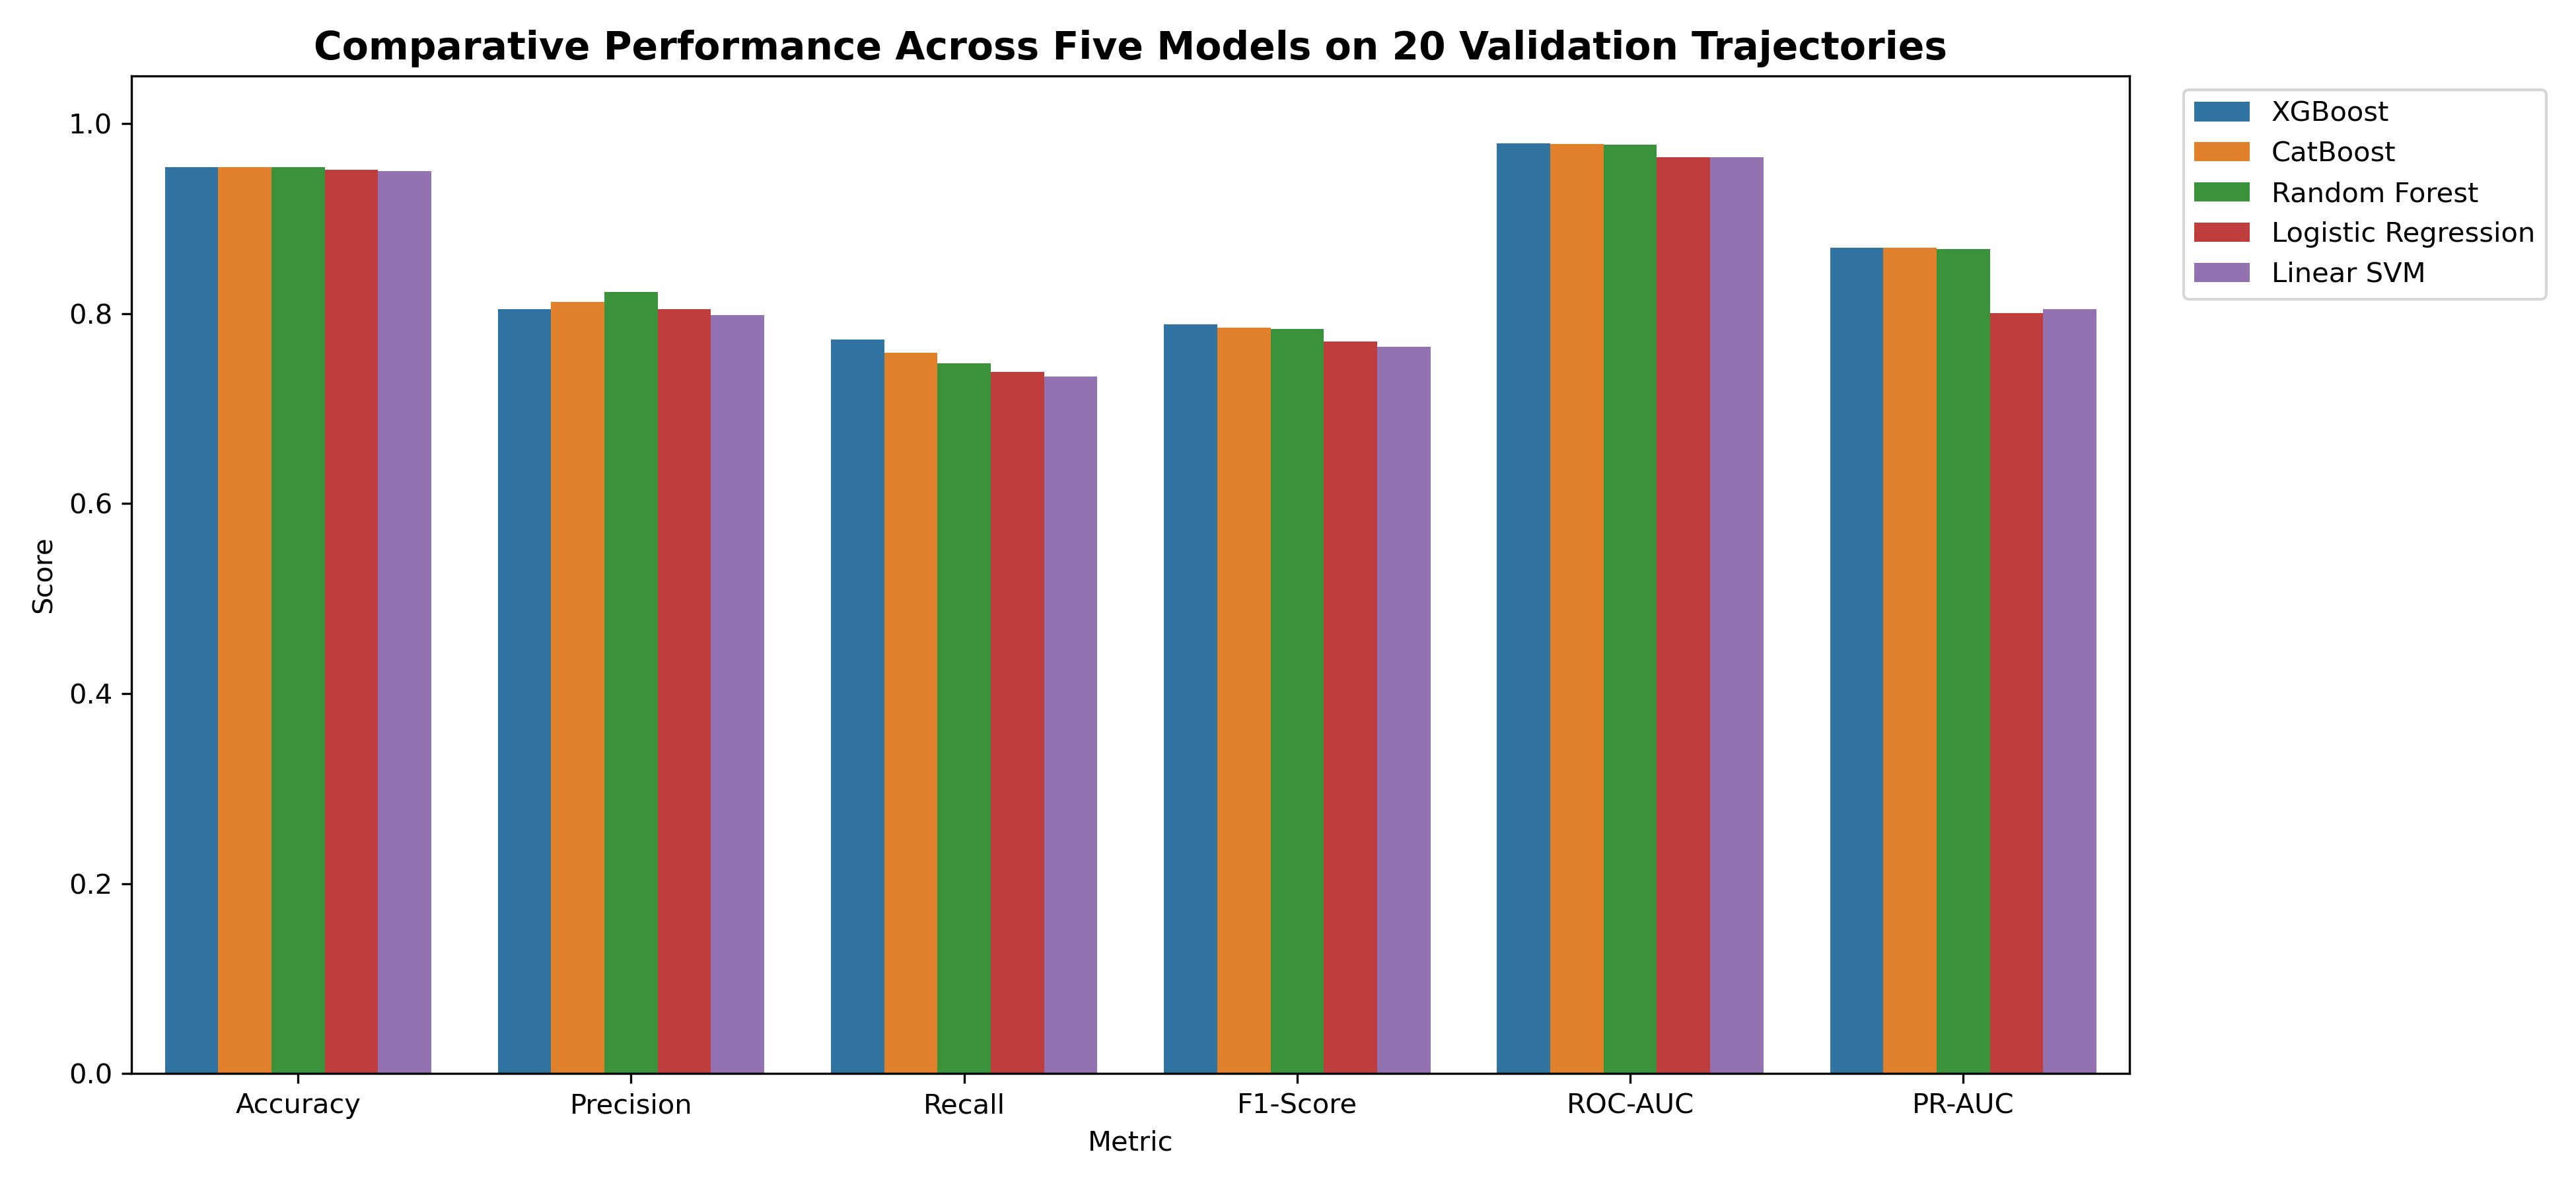 Comparative Performance Across Five Models on 20 Validation Trajectories
XGBoost
CatBoost
Random Forest
Logistic Regression
Linear SVM
Score
1.0
0.8
0.6
0.4
0.2
0.0
Accuracy Precision Recall F1-Score ROC-AUC PR-AUC
Metric